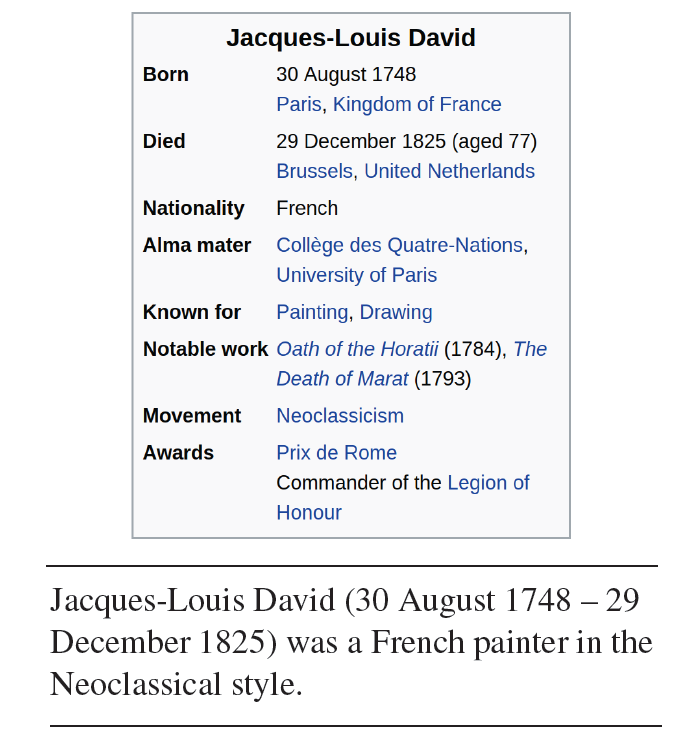 Jacques-Louis David
Born 30 August 1748
Paris, Kingdom of France
Died 29 December 1825 (aged 77)
Brussels, United Netherlands
Nationality French
Alma mater Collège des Quatre-Nations,
University of Paris
Known for Painting, Drawing
Notable work Oath of the Horatii (1784), The
Death of Marat (1793)
Movement Neoclassicism
Awards Prix de Rome
Commander of the Legion of
Honour
Jacques-Louis David (30 August 1748 – 29
December 1825) was a French painter in the
Neoclassical style.